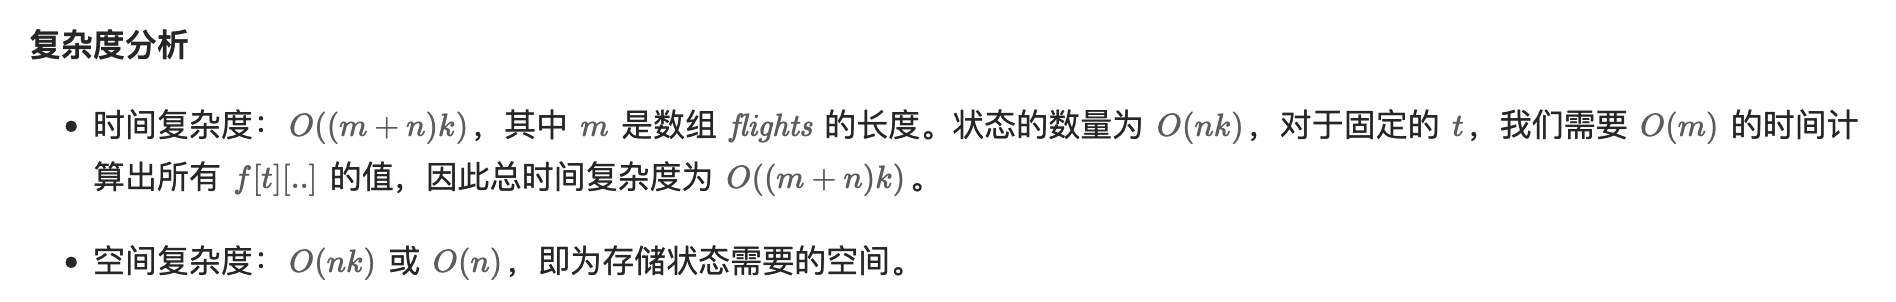 复杂度分析
• 时间复杂度：O((m + n)k)，其中 m 是数组 flights 的长度。状态的数量为 O(nk)，对于固定的 t，我们需要 O(m) 的时间计
算出所有 f[t][..] 的值，因此总时间复杂度为 O((m + n)k)。
• 空间复杂度：O(nk) 或 O(n)，即为存储状态需要的空间。